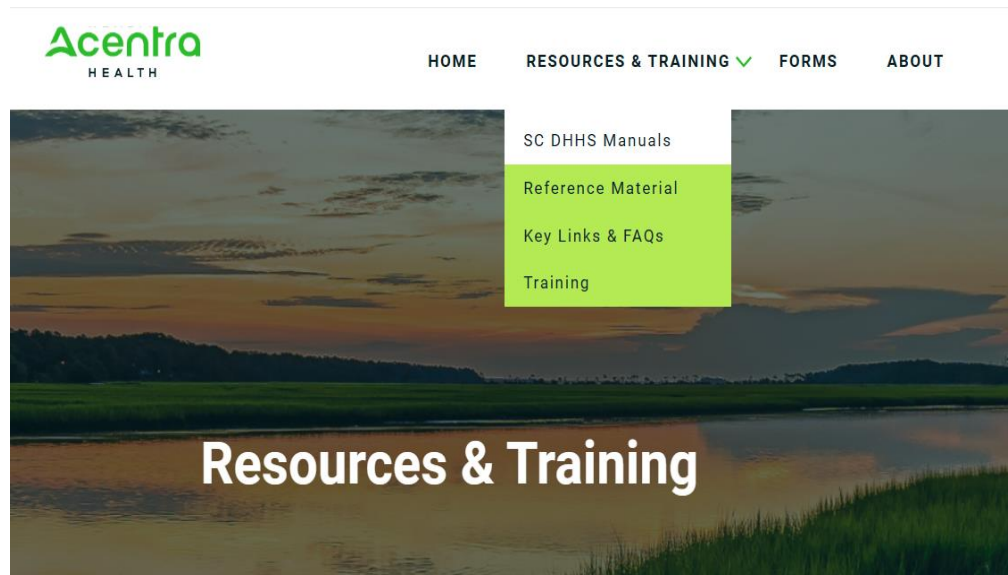 Acentra
HEALTH
HOME RESOURCES & TRAINING FORMS ABOUT
SC DHHS Manuals
Reference Material
Key Links & FAQs
Training
Resources & Training